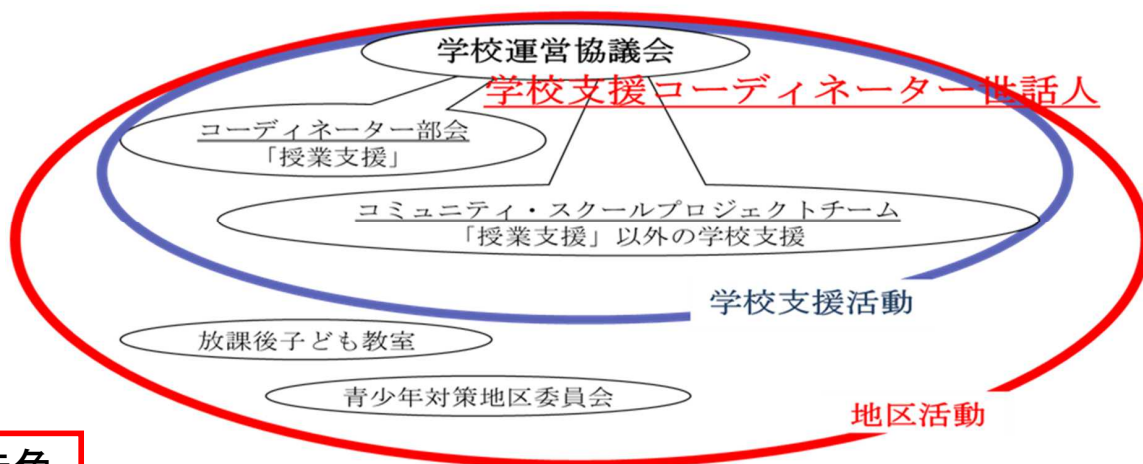 学校運営協議会
学校支援コーディネーター世話人
コーディネーター部会
「授業支援」
コミュニティ・スクールプロジェクトチーム
「授業支援」以外の学校支援
学校支援活動
放課後子ども教室
青少年対策地区委員会
地区活動